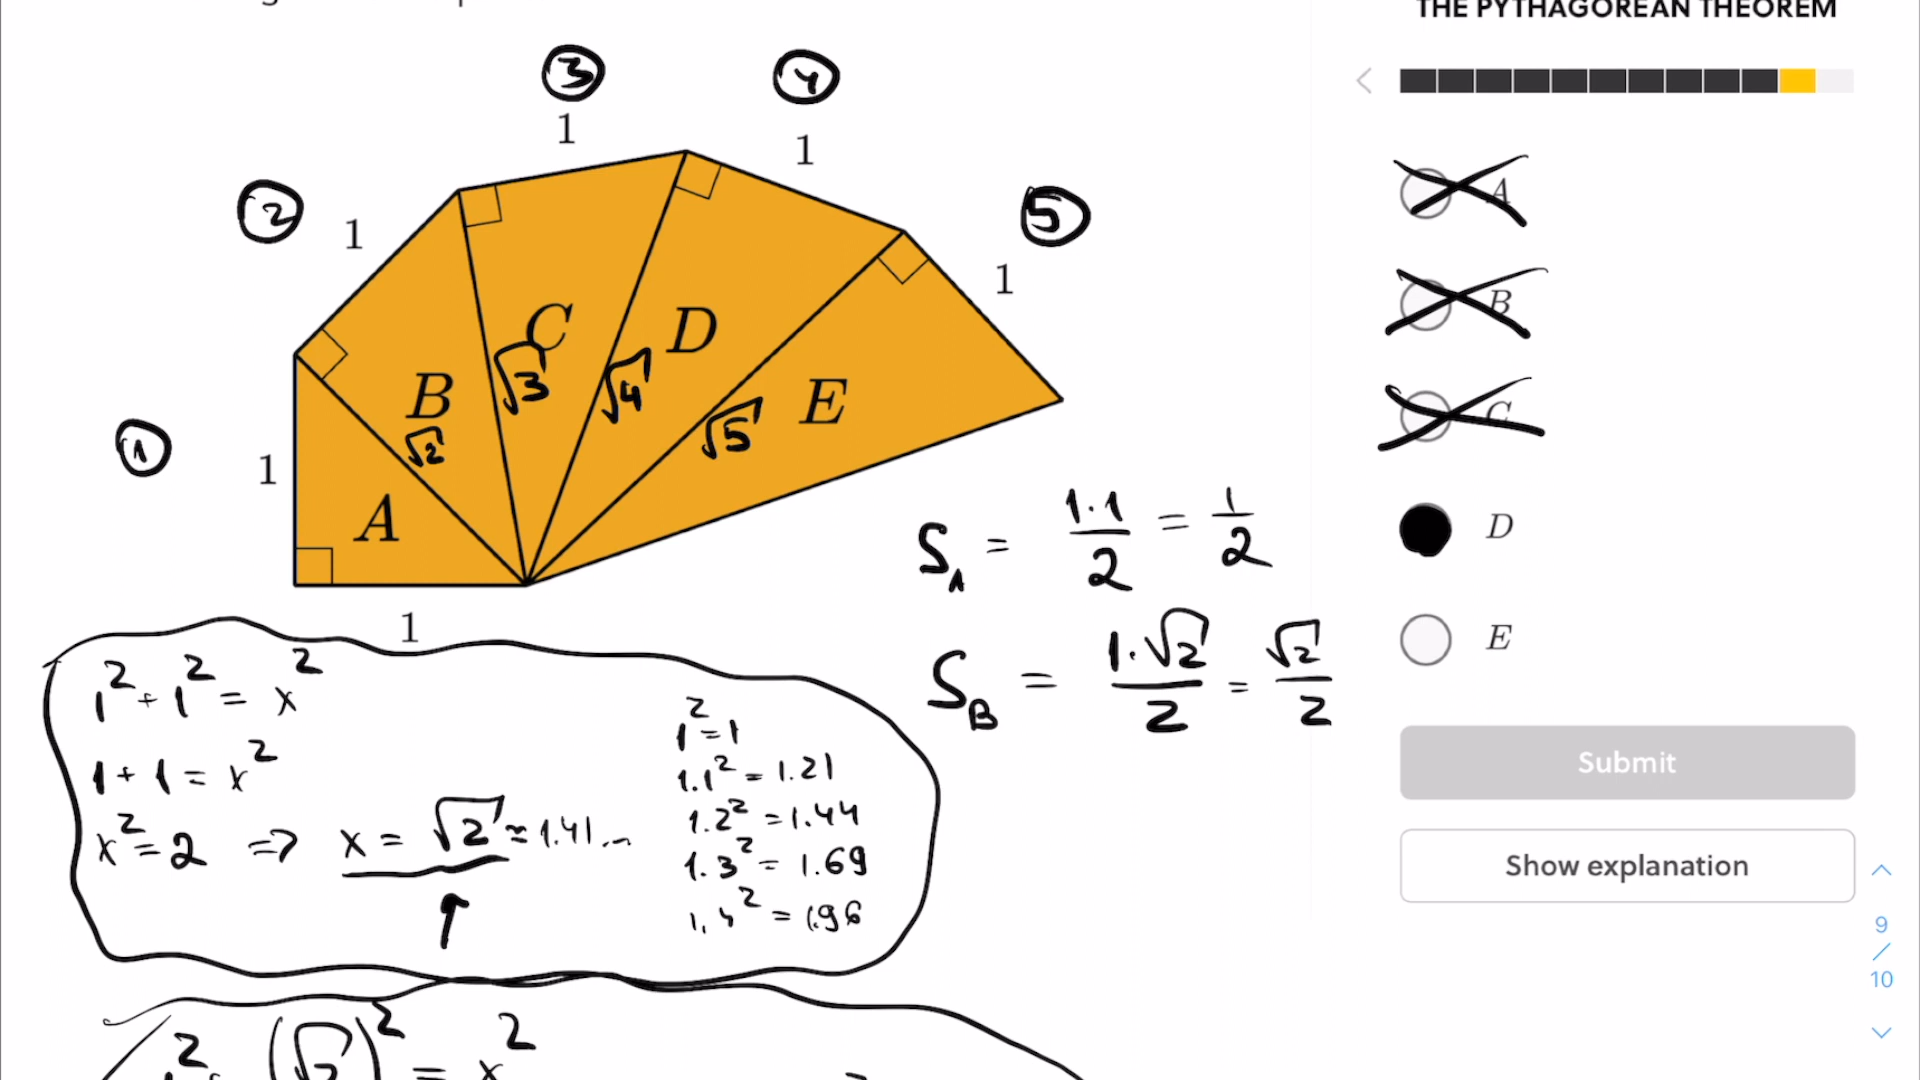 THE PYTHAGOREAN THEOREM
3
4
1
1
2
1
5
1
1
1
A
B
√2
C
√3
D
√4
E
√5
1
S_A = 1·1/2 = 1/2
S_B = 1·√2/2 = √2/2
1² + 1² = x²
1 + 1 = x²
x² = 2 => x = √2 ≈ 1.41...
1² = 1
1.1² = 1.21
1.2² = 1.44
1.3² = 1.69
1.4² = 1.96
A
B
C
D
E
Submit
Show explanation
9
/
10